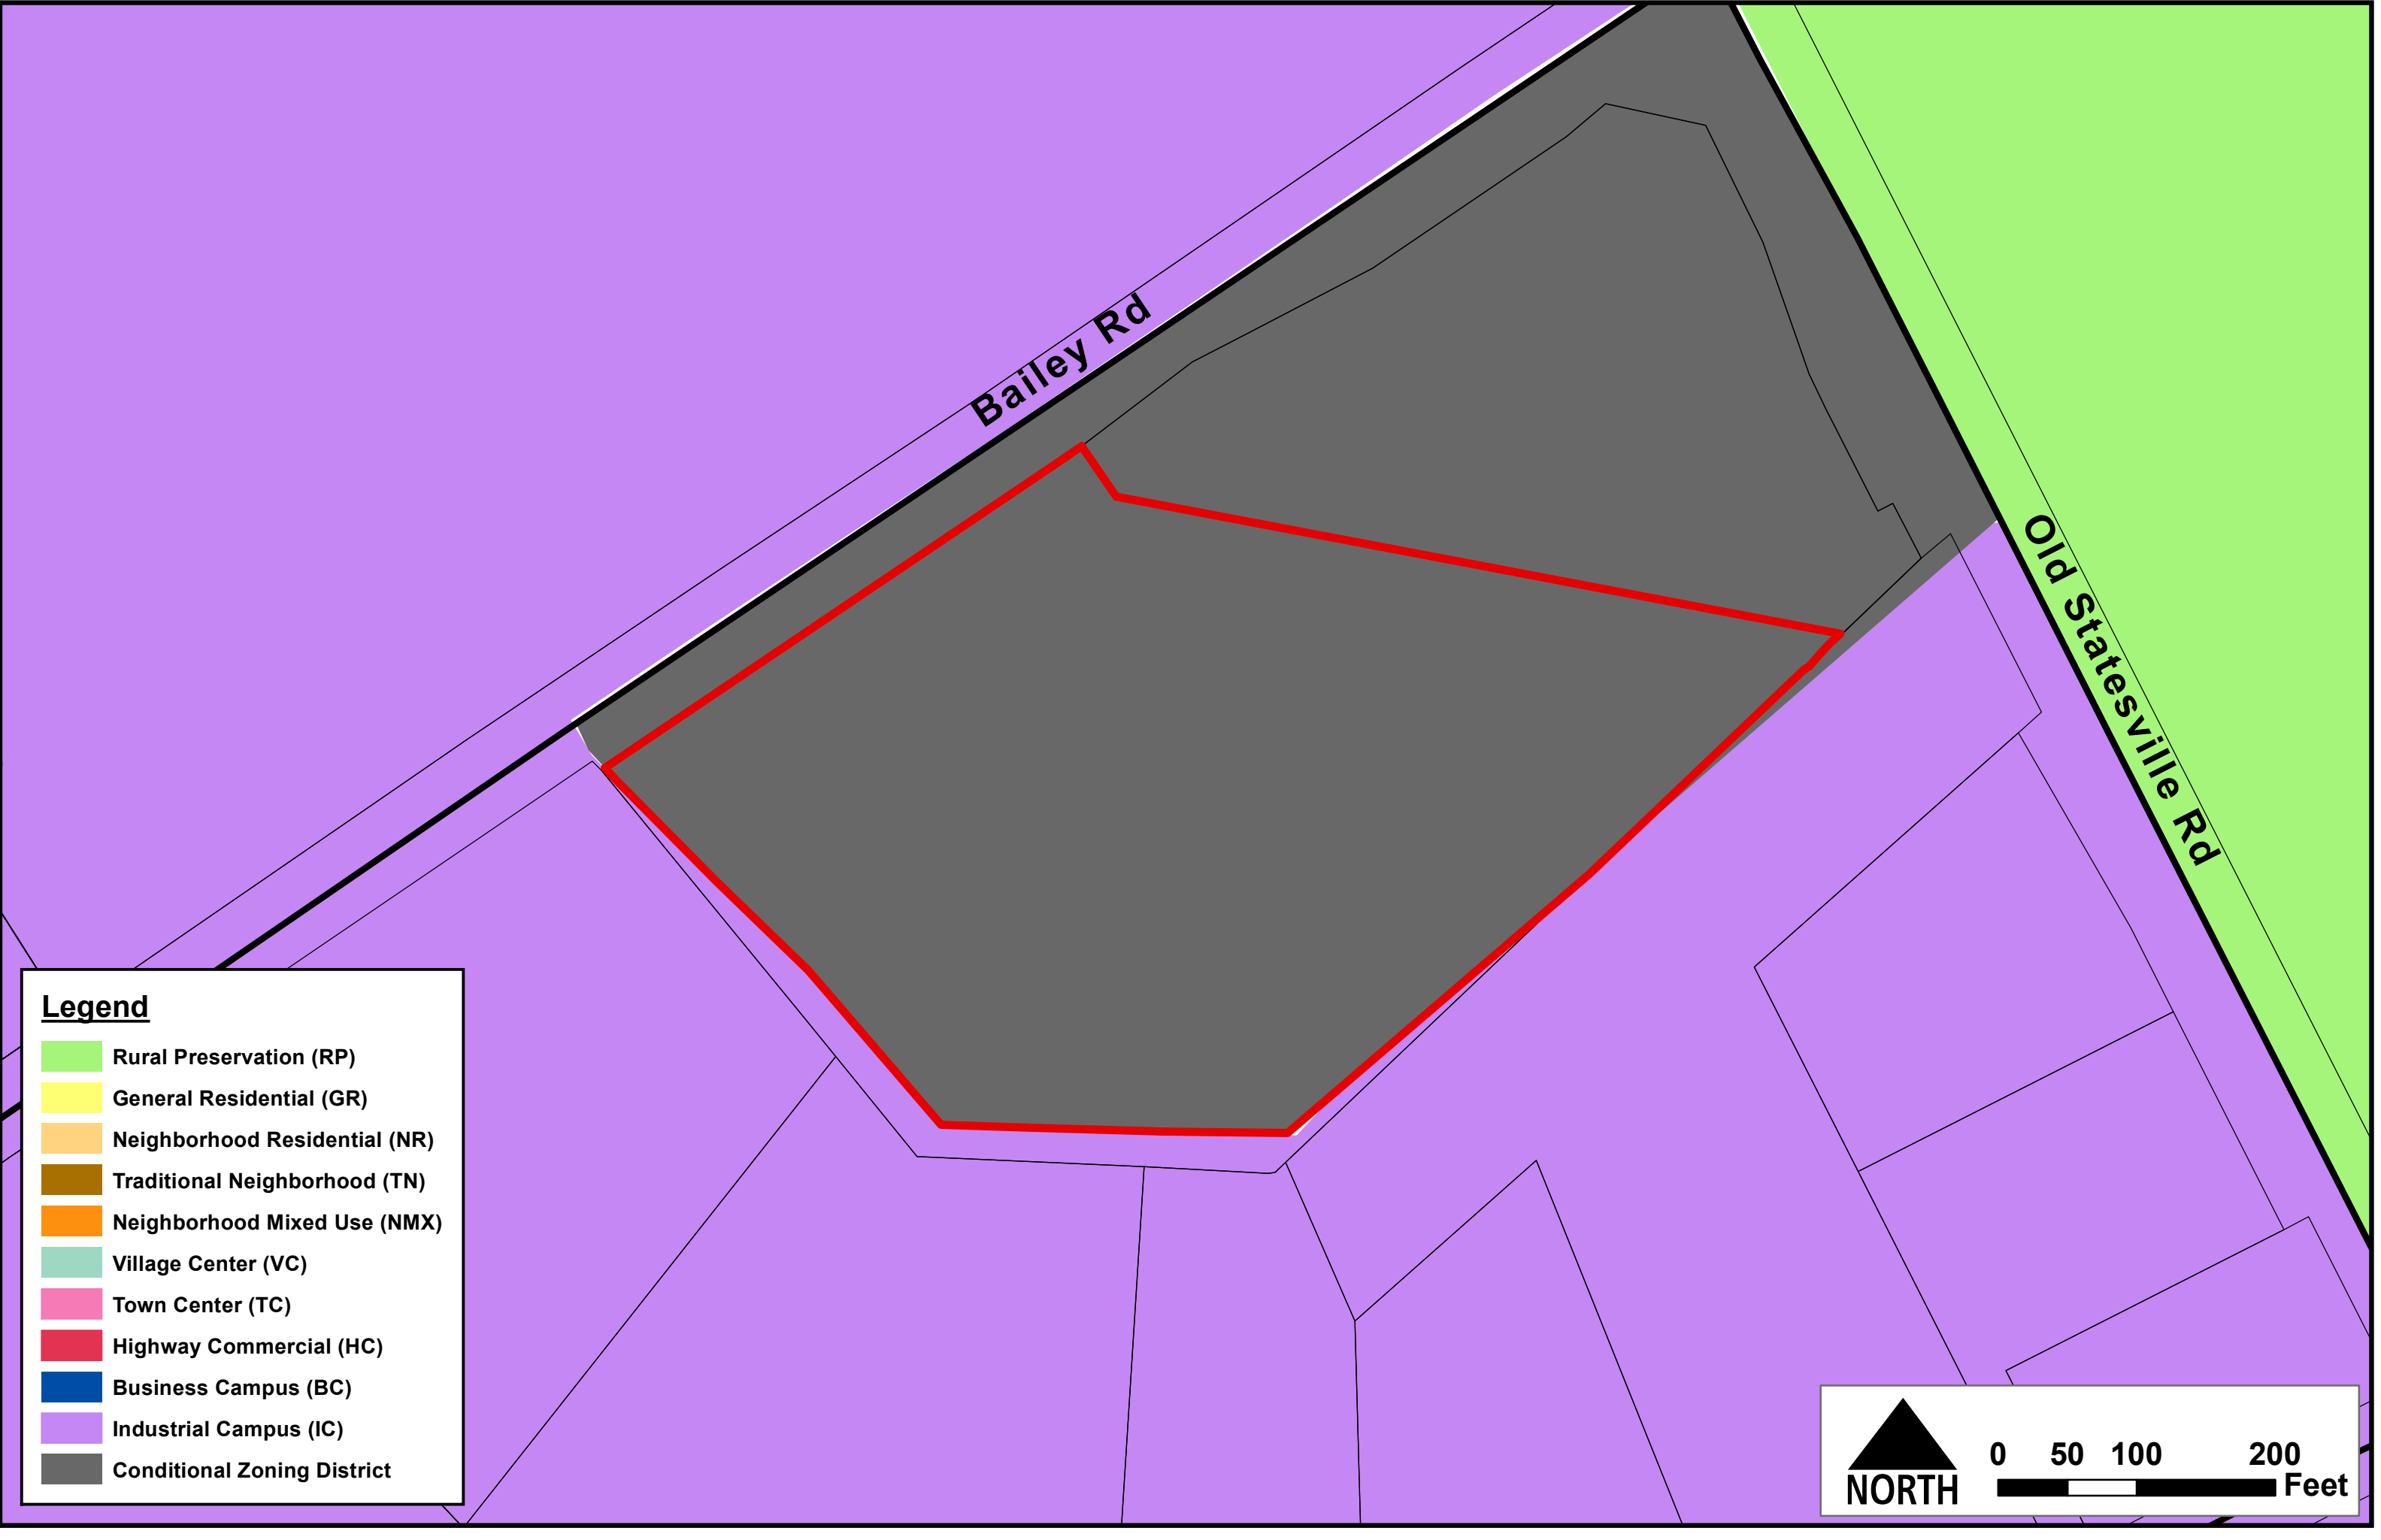 Bailey Rd
Old Statesville Rd
Legend
Rural Preservation (RP)
General Residential (GR)
Neighborhood Residential (NR)
Traditional Neighborhood (TN)
Neighborhood Mixed Use (NMX)
Village Center (VC)
Town Center (TC)
Highway Commercial (HC)
Business Campus (BC)
Industrial Campus (IC)
Conditional Zoning District
NORTH
0 50 100 200
Feet